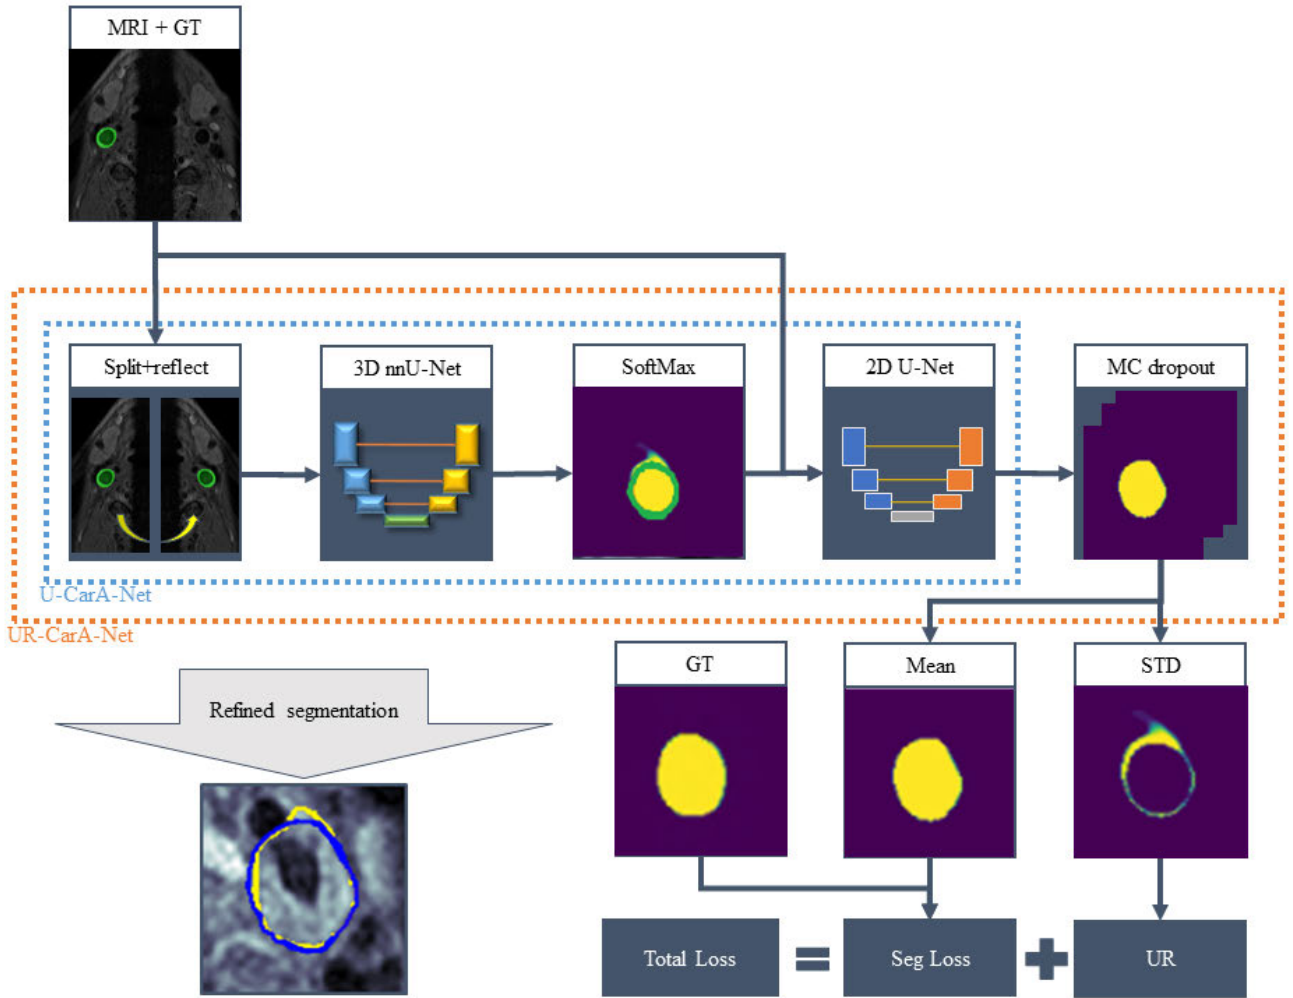 MRI + GT
Split+reflect
3D nnU-Net
SoftMax
2D U-Net
MC dropout
U-CarA-Net
UR-CarA-Net
GT
Mean
STD
Refined segmentation
Total Loss
=
Seg Loss
+
UR